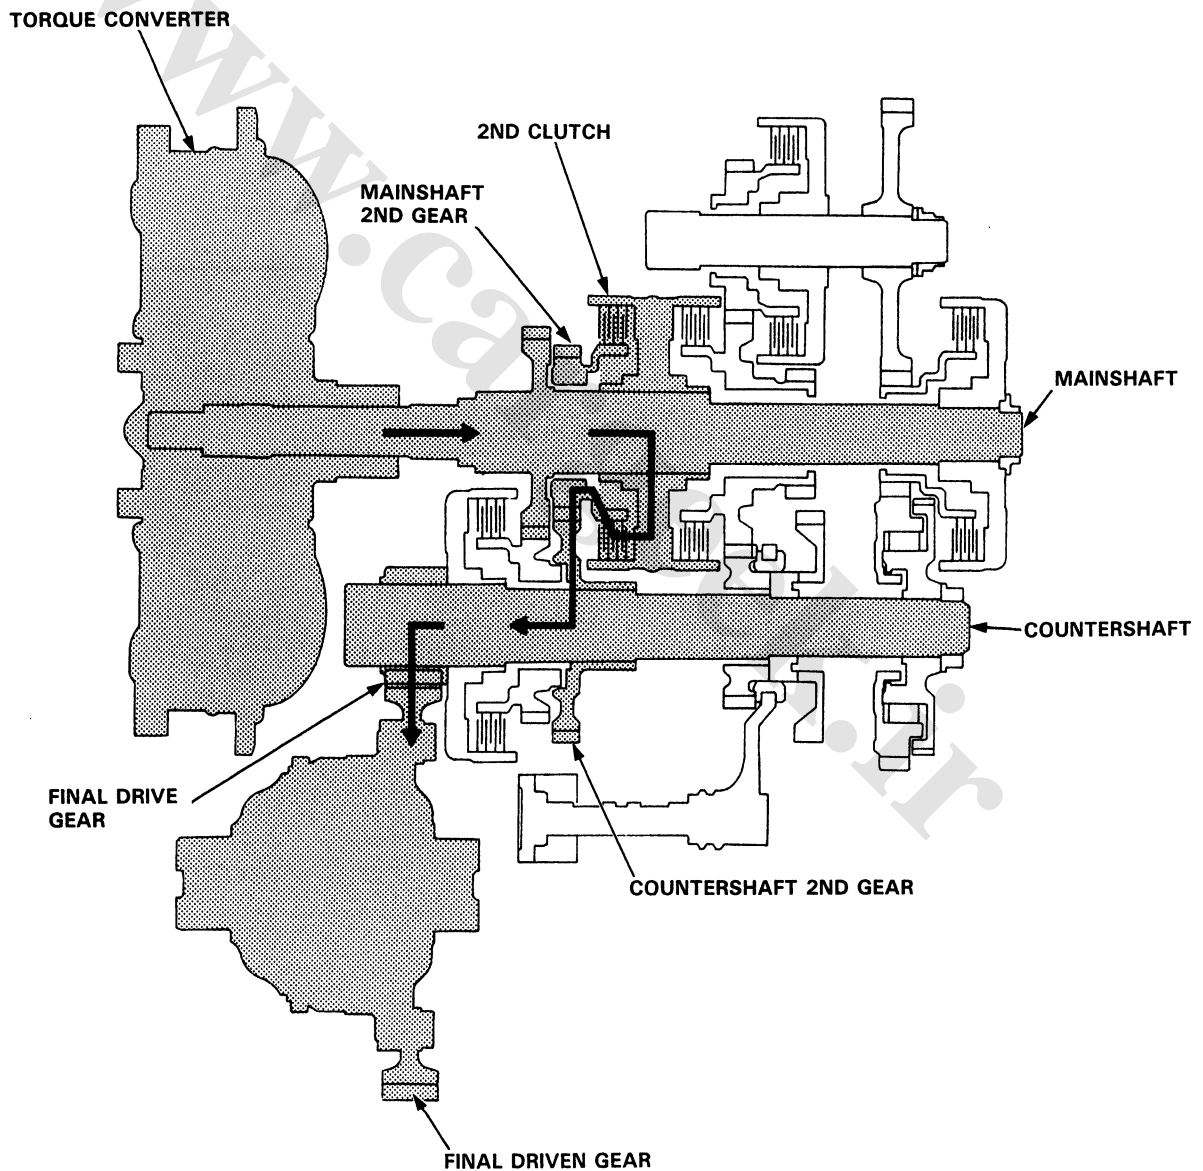 TORQUE CONVERTER
2ND CLUTCH
MAINSHAFT
2ND GEAR
MAINSHAFT
COUNTERSHAFT
FINAL DRIVE
GEAR
COUNTERSHAFT 2ND GEAR
FINAL DRIVEN GEAR